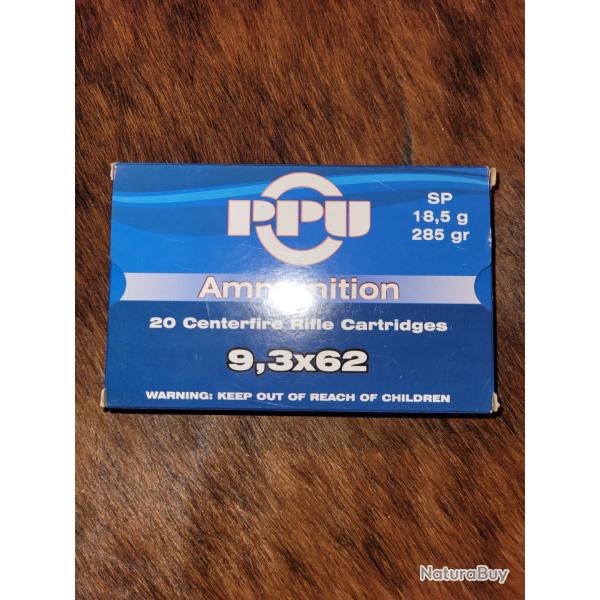 PPU
SP
18,5 g
285 gr
Ammunition
20 Centerfire Rifle Cartridges
9,3x62
WARNING: KEEP OUT OF REACH OF CHILDREN
NaturaBuy